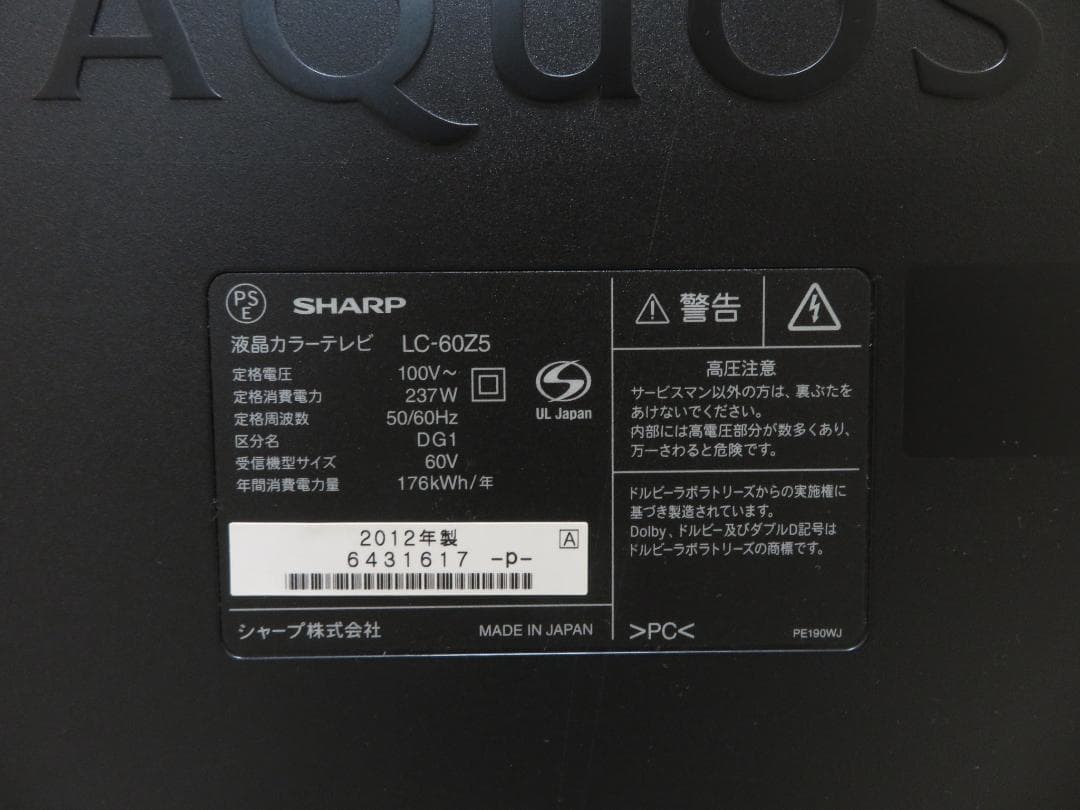 AQUOS
PS
E
SHARP
液晶カラーテレビ LC-60Z5
定格電圧 100V～
定格消費電力 237W
定格周波数 50/60Hz
区分名 DG1
受信機型サイズ 60V
年間消費電力量 176kWh/年
UL Japan
2012年製 A
6431617 -p-
シャープ株式会社 MADE IN JAPAN
警告
高圧注意
サービスマン以外の方は、裏ぶたを
あけないでください。
内部には高電圧部分が数多くあり、
万一さわると危険です。
ドルビーラボラトリーズからの実施権に
基づき製造されています。
Dolby、ドルビー及びダブルD記号は
ドルビーラボラトリーズの商標です。
>PC< PE190WJ